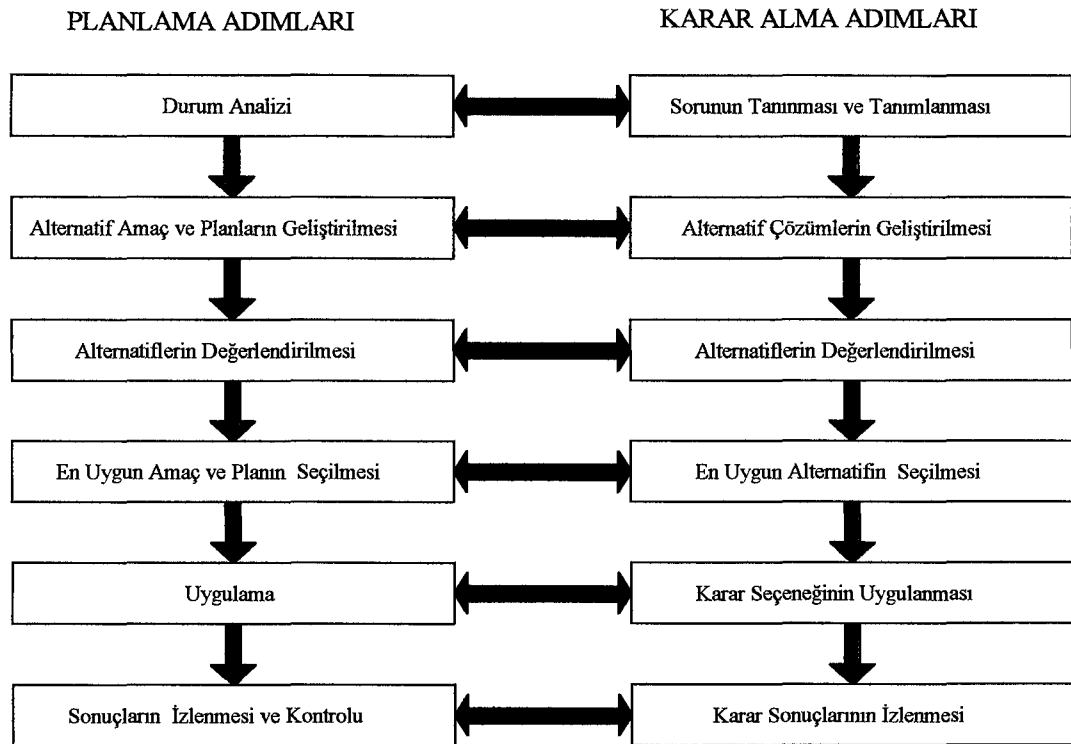 PLANLAMA ADIMLARI
KARAR ALMA ADIMLARI
Durum Analizi
Sorunun Tanınması ve Tanımlanması
Alternatif Amaç ve Planların Geliştirilmesi
Alternatif Çözümlerin Geliştirilmesi
Alternatiflerin Değerlendirilmesi
Alternatiflerin Değerlendirilmesi
En Uygun Amaç ve Planın Seçilmesi
En Uygun Alternatifin Seçilmesi
Uygulama
Karar Seçeneğinin Uygulanması
Sonuçların İzlenmesi ve Kontrolu
Karar Sonuçlarının İzlenmesi